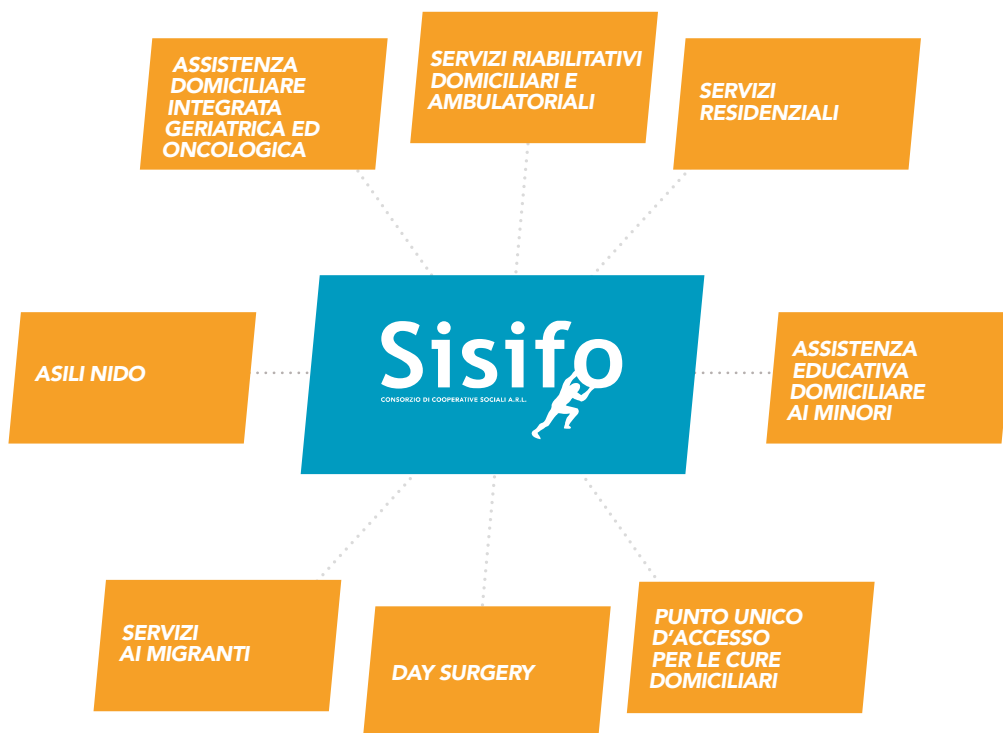 ASSISTENZA
DOMICILIARE
INTEGRATA
GERIATRICA ED
ONCOLOGICA
SERVIZI RIABILITATIVI
DOMICILIARI E
AMBULATORIALI
SERVIZI
RESIDENZIALI
ASILI NIDO
Sisifo
CONSORZIO DI COOPERATIVE SOCIALI A.R.L.
ASSISTENZA
EDUCATIVA
DOMICILIARE
AI MINORI
SERVIZI
AI MIGRANTI
DAY SURGERY
PUNTO UNICO
D'ACCESSO
PER LE CURE
DOMICILIARI